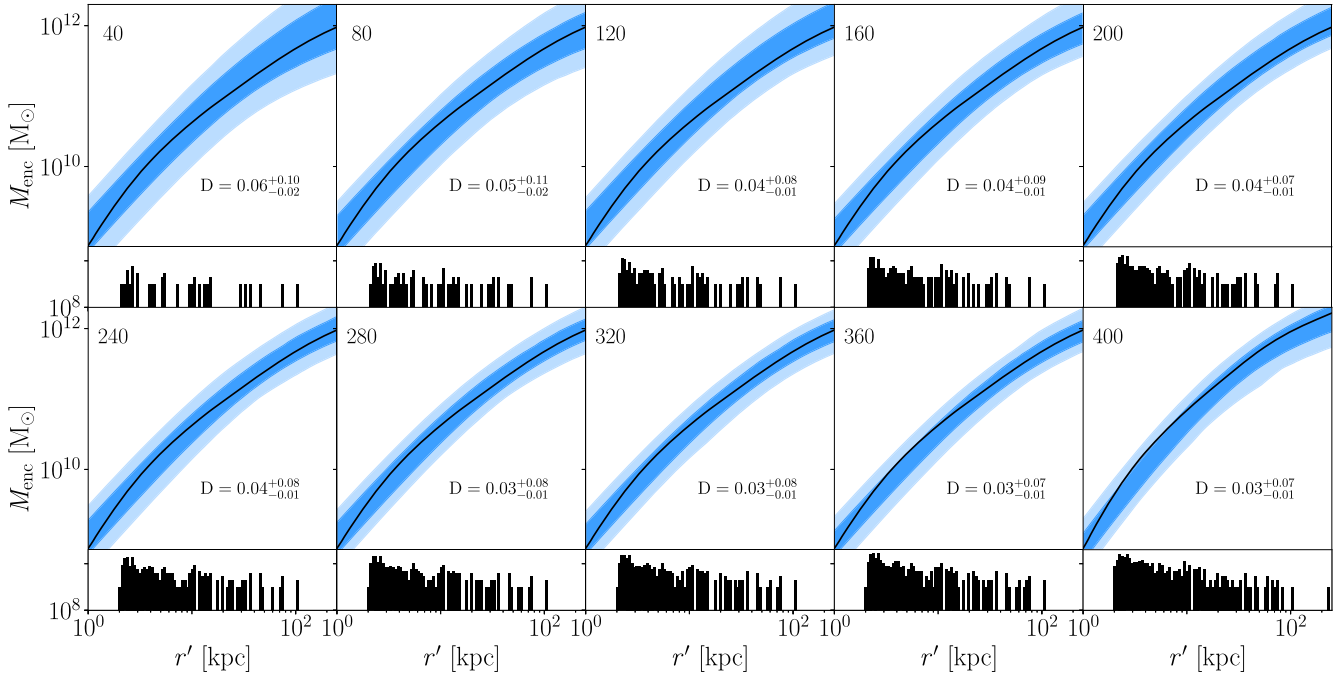 10^{12}
40
80
120
160
200
M_{enc} [M_⊙]
10^{10}
D = 0.06^{+0.10}_{-0.02}
D = 0.05^{+0.11}_{-0.02}
D = 0.04^{+0.08}_{-0.01}
D = 0.04^{+0.09}_{-0.01}
D = 0.04^{+0.07}_{-0.01}
10^{8}
10^{12}
240
280
320
360
400
M_{enc} [M_⊙]
10^{10}
D = 0.04^{+0.08}_{-0.01}
D = 0.03^{+0.08}_{-0.01}
D = 0.03^{+0.08}_{-0.01}
D = 0.03^{+0.07}_{-0.01}
D = 0.03^{+0.07}_{-0.01}
10^{8}
10^{0} 10^{2} 10^{0} 10^{2} 10^{0} 10^{2} 10^{0} 10^{2} 10^{0} 10^{2}
r′ [kpc] r′ [kpc] r′ [kpc] r′ [kpc] r′ [kpc]